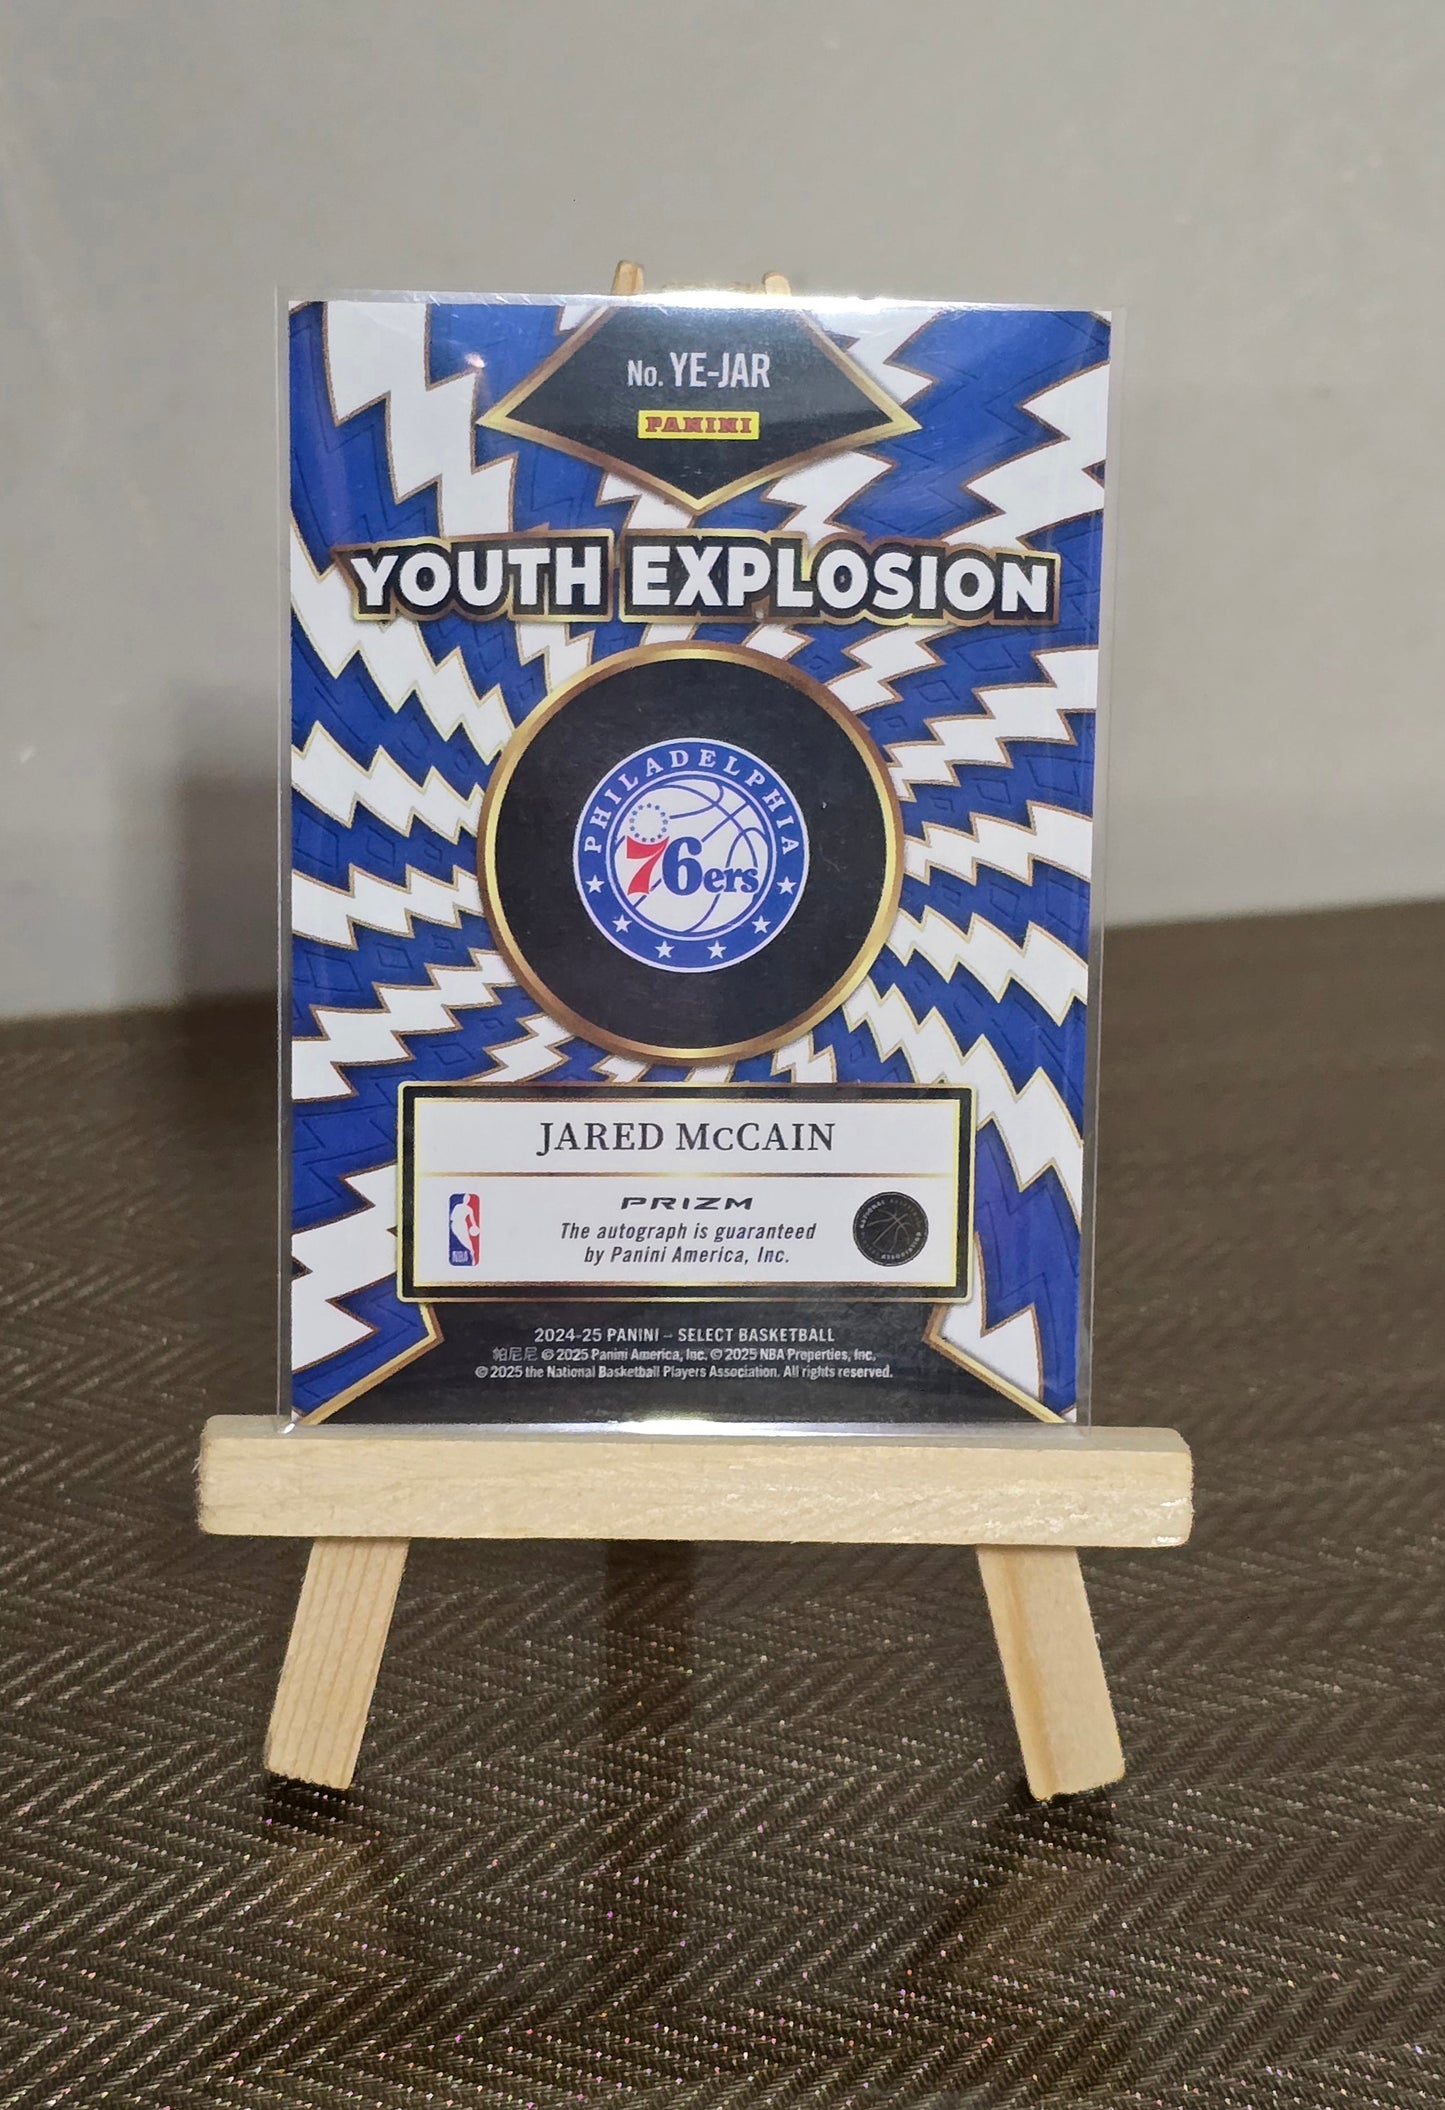 No. YE-JAR
PANINI
YOUTH EXPLOSION
PHILADELPHIA
76ers
JARED McCAIN
PRIZM
The autograph is guaranteed
by Panini America, Inc.
NBA
2024-25 PANINI – SELECT BASKETBALL
帕尼尼 © 2025 Panini America, Inc. © 2025 NBA Properties, Inc.
© 2025 the National Basketball Players Association. All rights reserved.